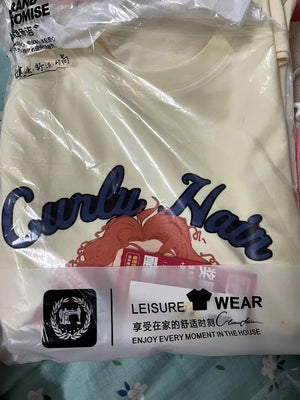 PROMISE
Curly Hair
LEISURE WEAR
享受在家的舒适时刻
ENJOY EVERY MOMENT IN THE HOUSE